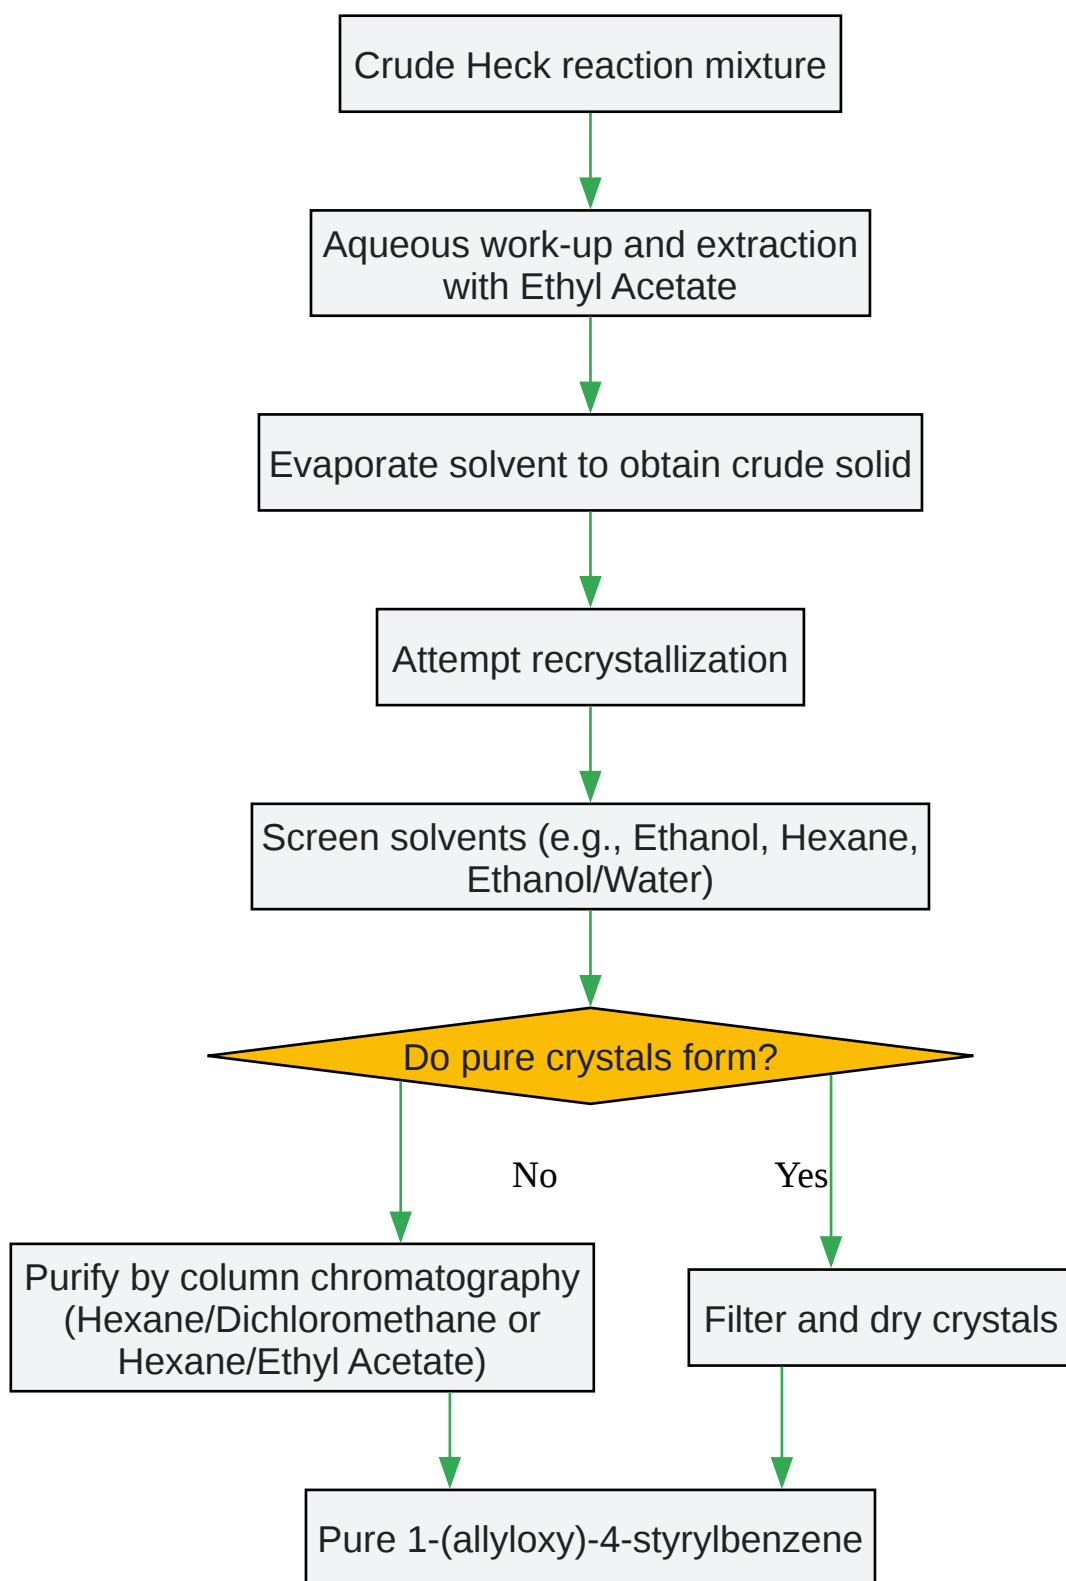 Crude Heck reaction mixture
Aqueous work-up and extraction
with Ethyl Acetate
Evaporate solvent to obtain crude solid
Attempt recrystallization
Screen solvents (e.g., Ethanol, Hexane,
Ethanol/Water)
Do pure crystals form?
No
Yes
Purify by column chromatography
(Hexane/Dichloromethane or
Hexane/Ethyl Acetate)
Filter and dry crystals
Pure 1-(allyloxy)-4-styrylbenzene